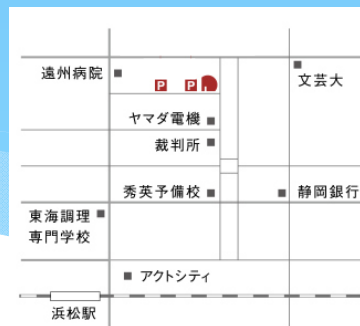 遠州病院
P
P
文芸大
ヤマダ電機
裁判所
秀英予備校
静岡銀行
東海調理
専門学校
アクトシティ
浜松駅